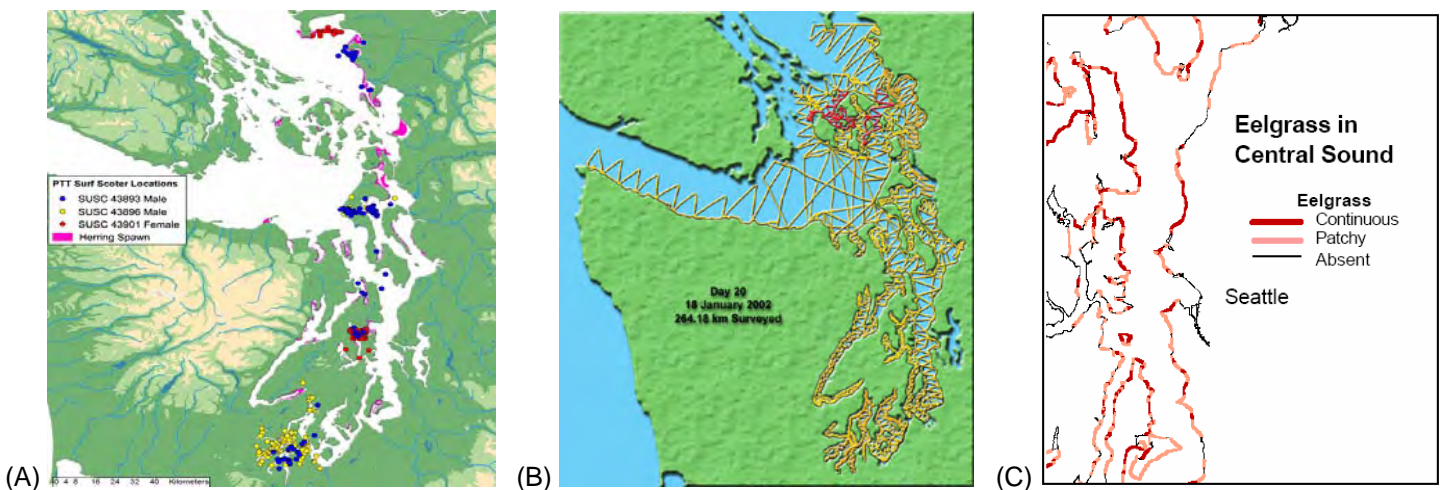 PTT Surf Scoter Locations
SUSC 43893 Male
SUSC 43896 Male
SUSC 43901 Female
Herring Spawn
Kilometers
(A)
Day 20
18 January 2002
264.18 km Surveyed
(B)
Eelgrass in
Central Sound
Eelgrass
Continuous
Patchy
Absent
Seattle
(C)